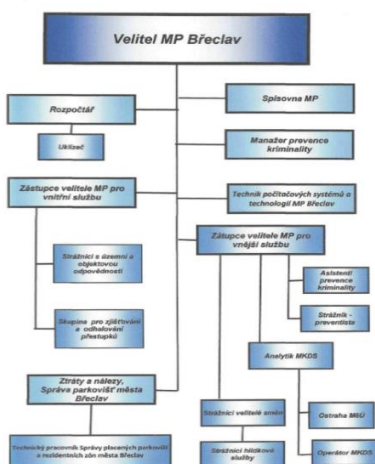 Velitel MP Břeclav
Rozpočtář
Spisovna MP
Uklízeč
Manažer prevence
kriminality
Zástupce velitele MP pro
vnitřní službu
Technik počítačových systémů a
technologií MP Břeclav
Zátupce velitele MP pro
vnější službu
Strážníci s územní a
objektovou
odpovědností
Asistenti
prevence
kriminality
Skupina pro zjišťování
a odhalování
přestupků
Strážník -
preventista
Analytik MKDS
Ztráty a nálezy,
Správa parkovišť města
Břeclav
Strážníci velitelé směn
Ostraha MěÚ
Technický pracovník Správy placených parkovišť
a rezidentních zón města Břeclav
Strážníci hlídkové
služby
Operátor MKDS